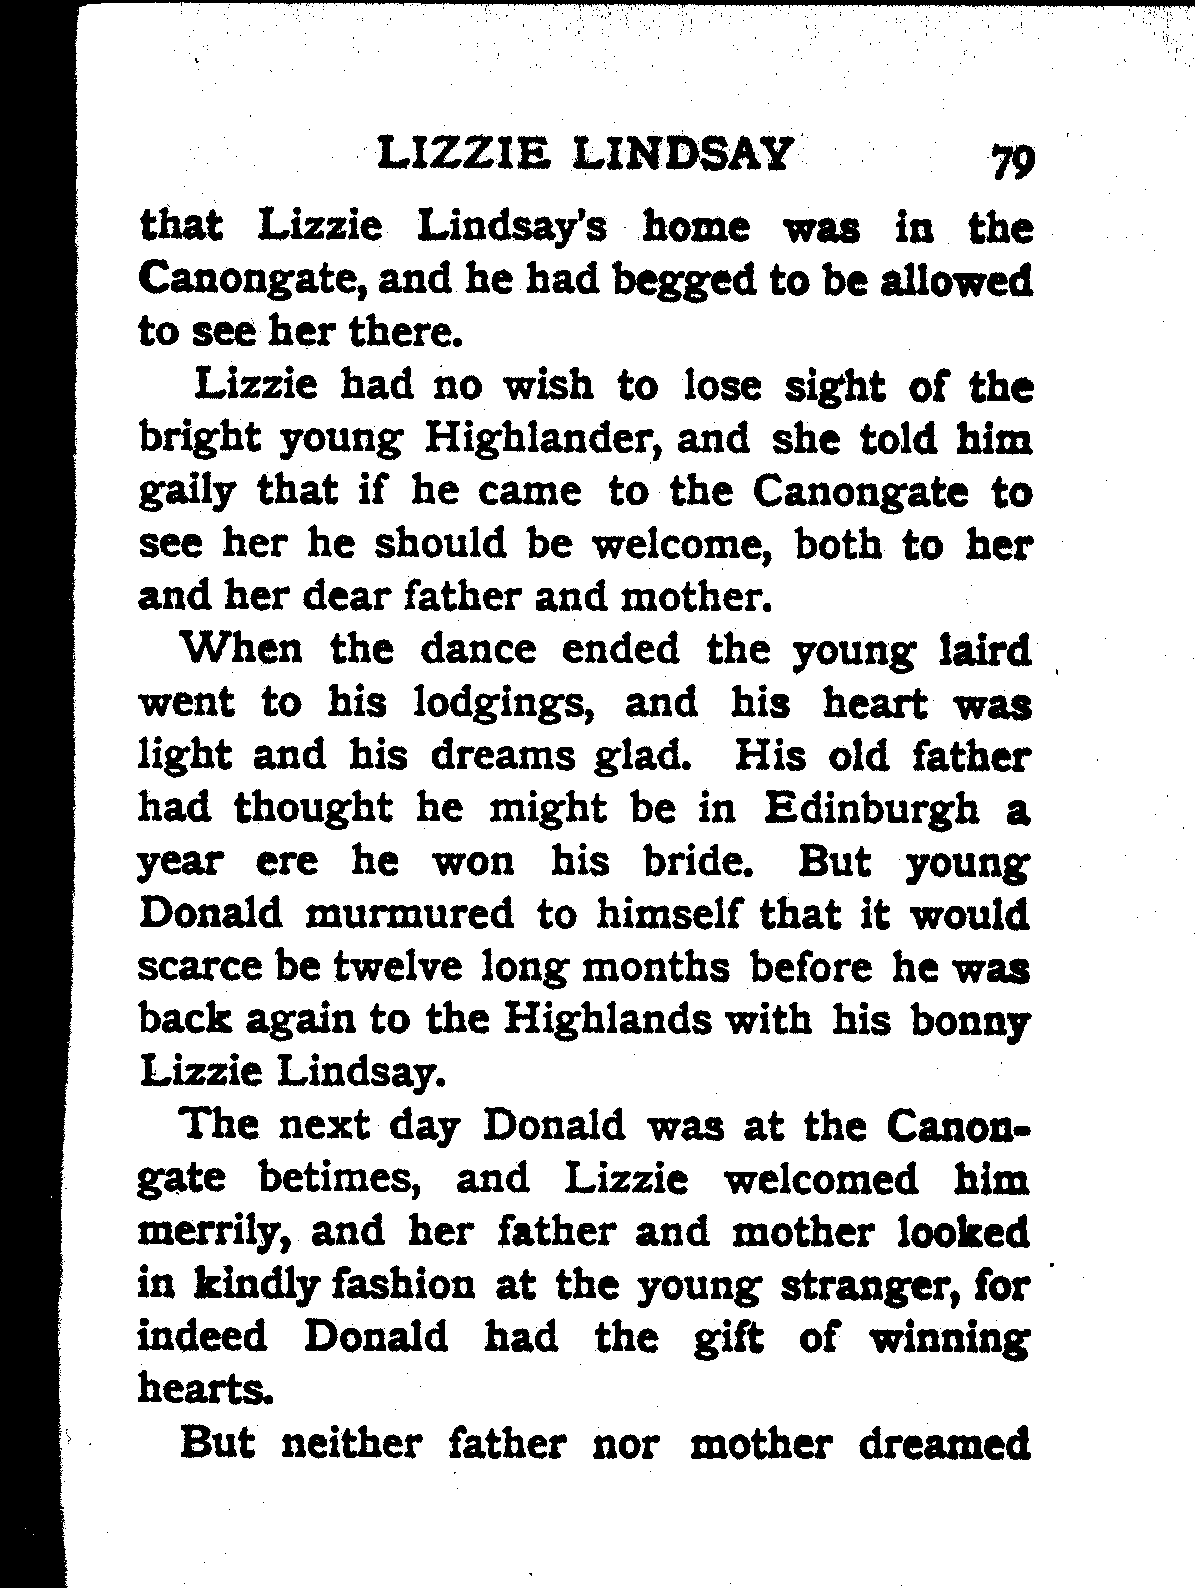 LIZZIE LINDSAY 79
that Lizzie Lindsay's home was in the
Canongate, and he had begged to be allowed
to see her there.
Lizzie had no wish to lose sight of the
bright young Highlander, and she told him
gaily that if he came to the Canongate to
see her he should be welcome, both to her
and her dear father and mother.
When the dance ended the young laird
went to his lodgings, and his heart was
light and his dreams glad. His old father
had thought he might be in Edinburgh a
year ere he won his bride. But young
Donald murmured to himself that it would
scarce be twelve long months before he was
back again to the Highlands with his bonny
Lizzie Lindsay.
The next day Donald was at the Canon-
gate betimes, and Lizzie welcomed him
merrily, and her father and mother looked
in kindly fashion at the young stranger, for
indeed Donald had the gift of winning
hearts.
But neither father nor mother dreamed